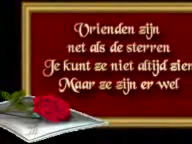 Vrienden zijn
net als de sterren
Je kunt ze niet altijd zien
Maar ze zijn er wel